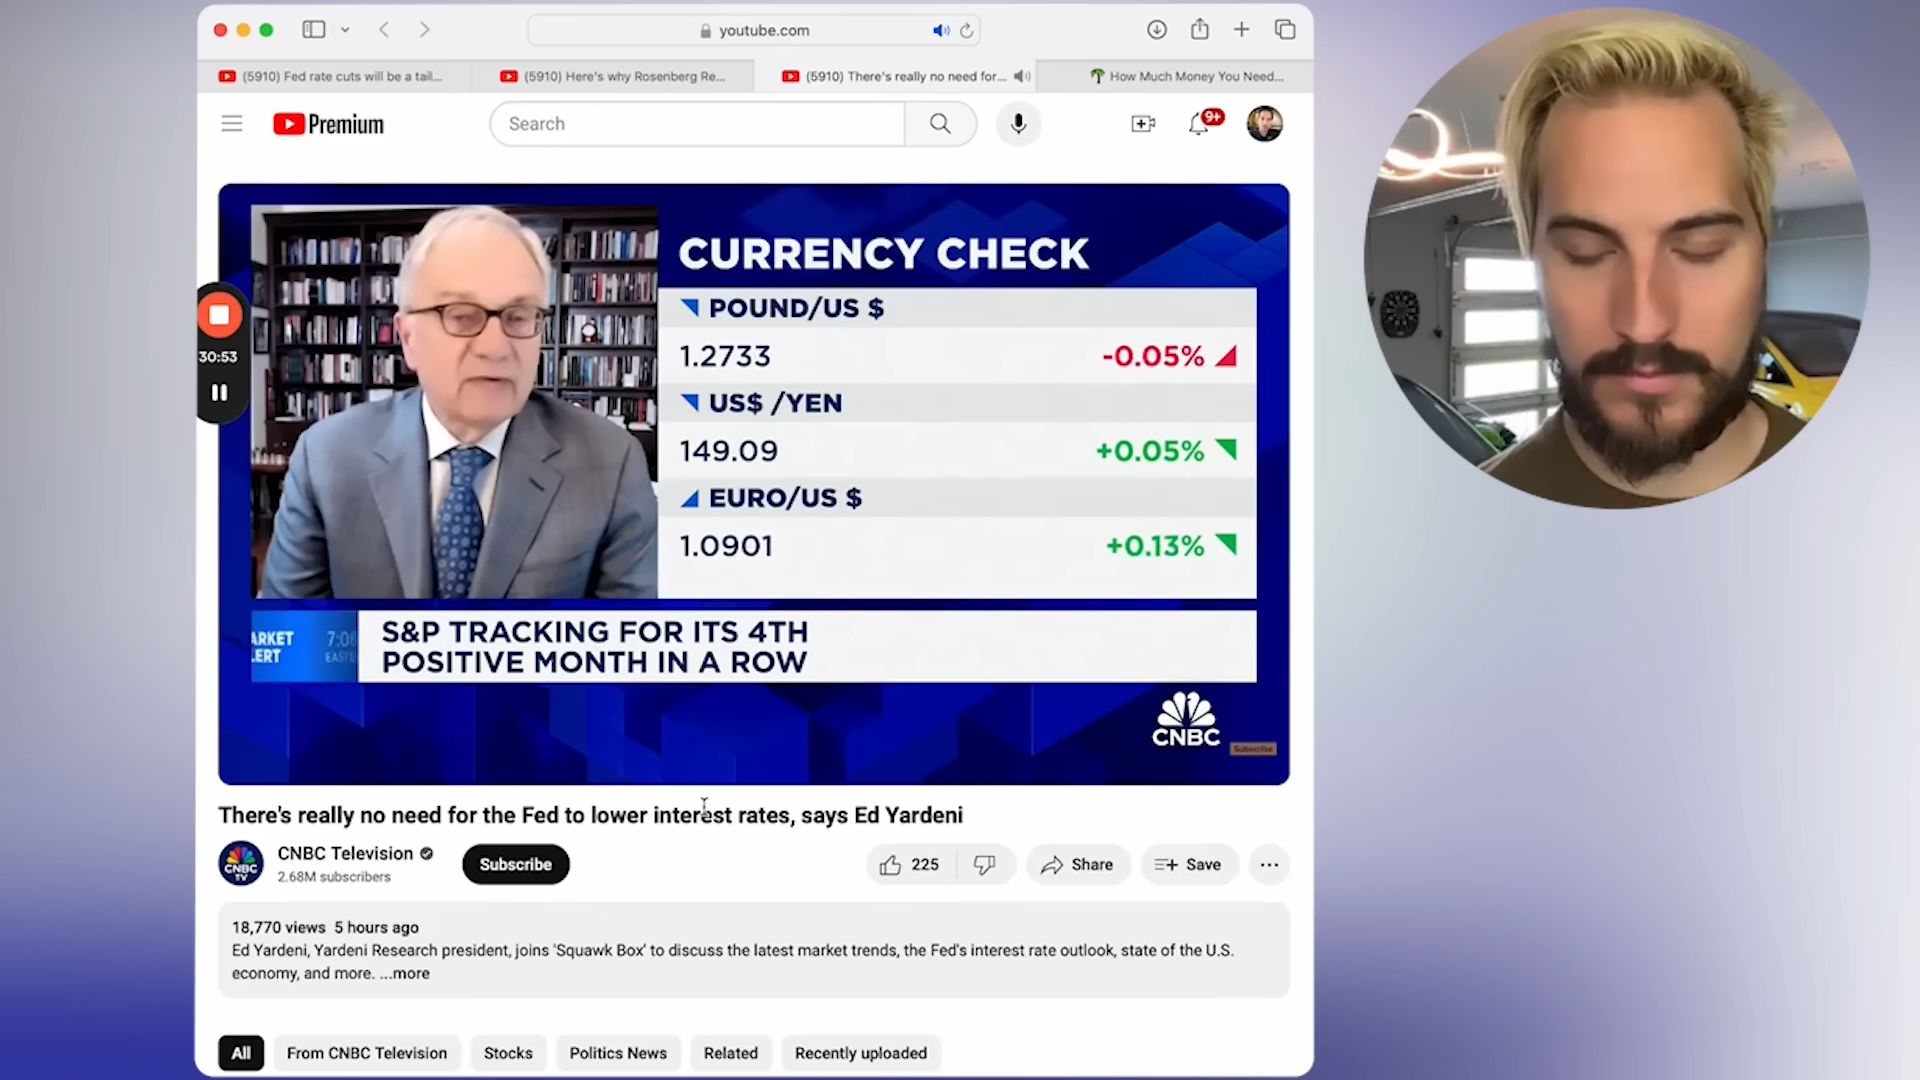 youtube.com
(5910) Fed rate cuts will be a tail...
(5910) Here's why Rosenberg Re...
(5910) There's really no need for...
How Much Money You Need...
Premium
Search
9+
CURRENCY CHECK
POUND/US $
1.2733 -0.05%
US$ /YEN
149.09 +0.05%
EURO/US $
1.0901 +0.13%
30:53
S&P TRACKING FOR ITS 4TH
POSITIVE MONTH IN A ROW
CNBC
Subscribe
There's really no need for the Fed to lower interest rates, says Ed Yardeni
CNBC
TV
CNBC Television
2.68M subscribers
Subscribe
225
Share
Save
18,770 views 5 hours ago
Ed Yardeni, Yardeni Research president, joins 'Squawk Box' to discuss the latest market trends, the Fed's interest rate outlook, state of the U.S.
economy, and more. ...more
All
From CNBC Television
Stocks
Politics News
Related
Recently uploaded